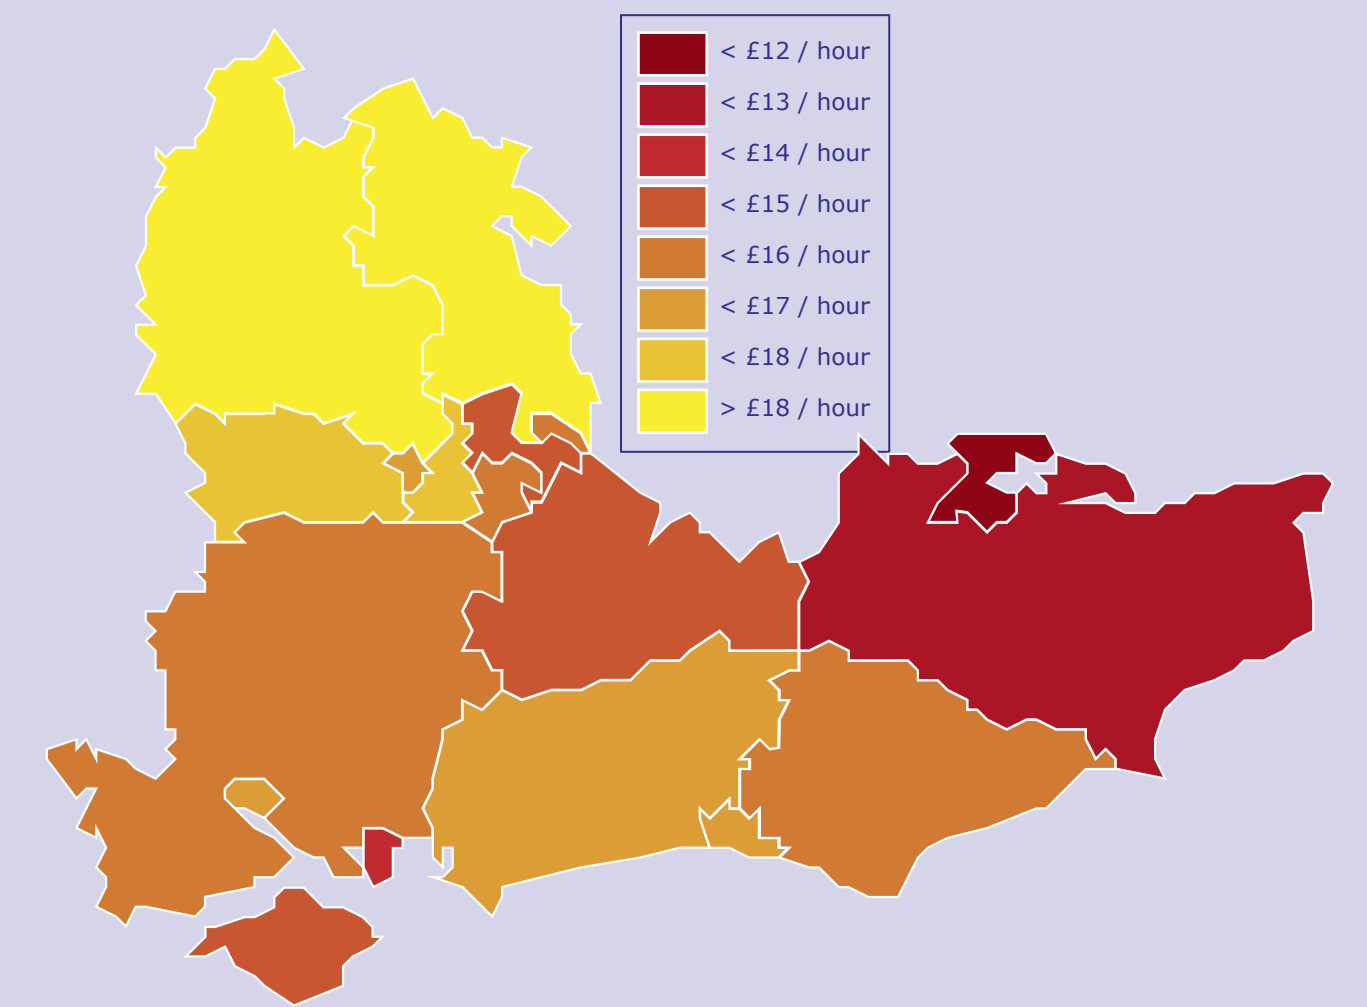 < £12 / hour
< £13 / hour
< £14 / hour
< £15 / hour
< £16 / hour
< £17 / hour
< £18 / hour
> £18 / hour